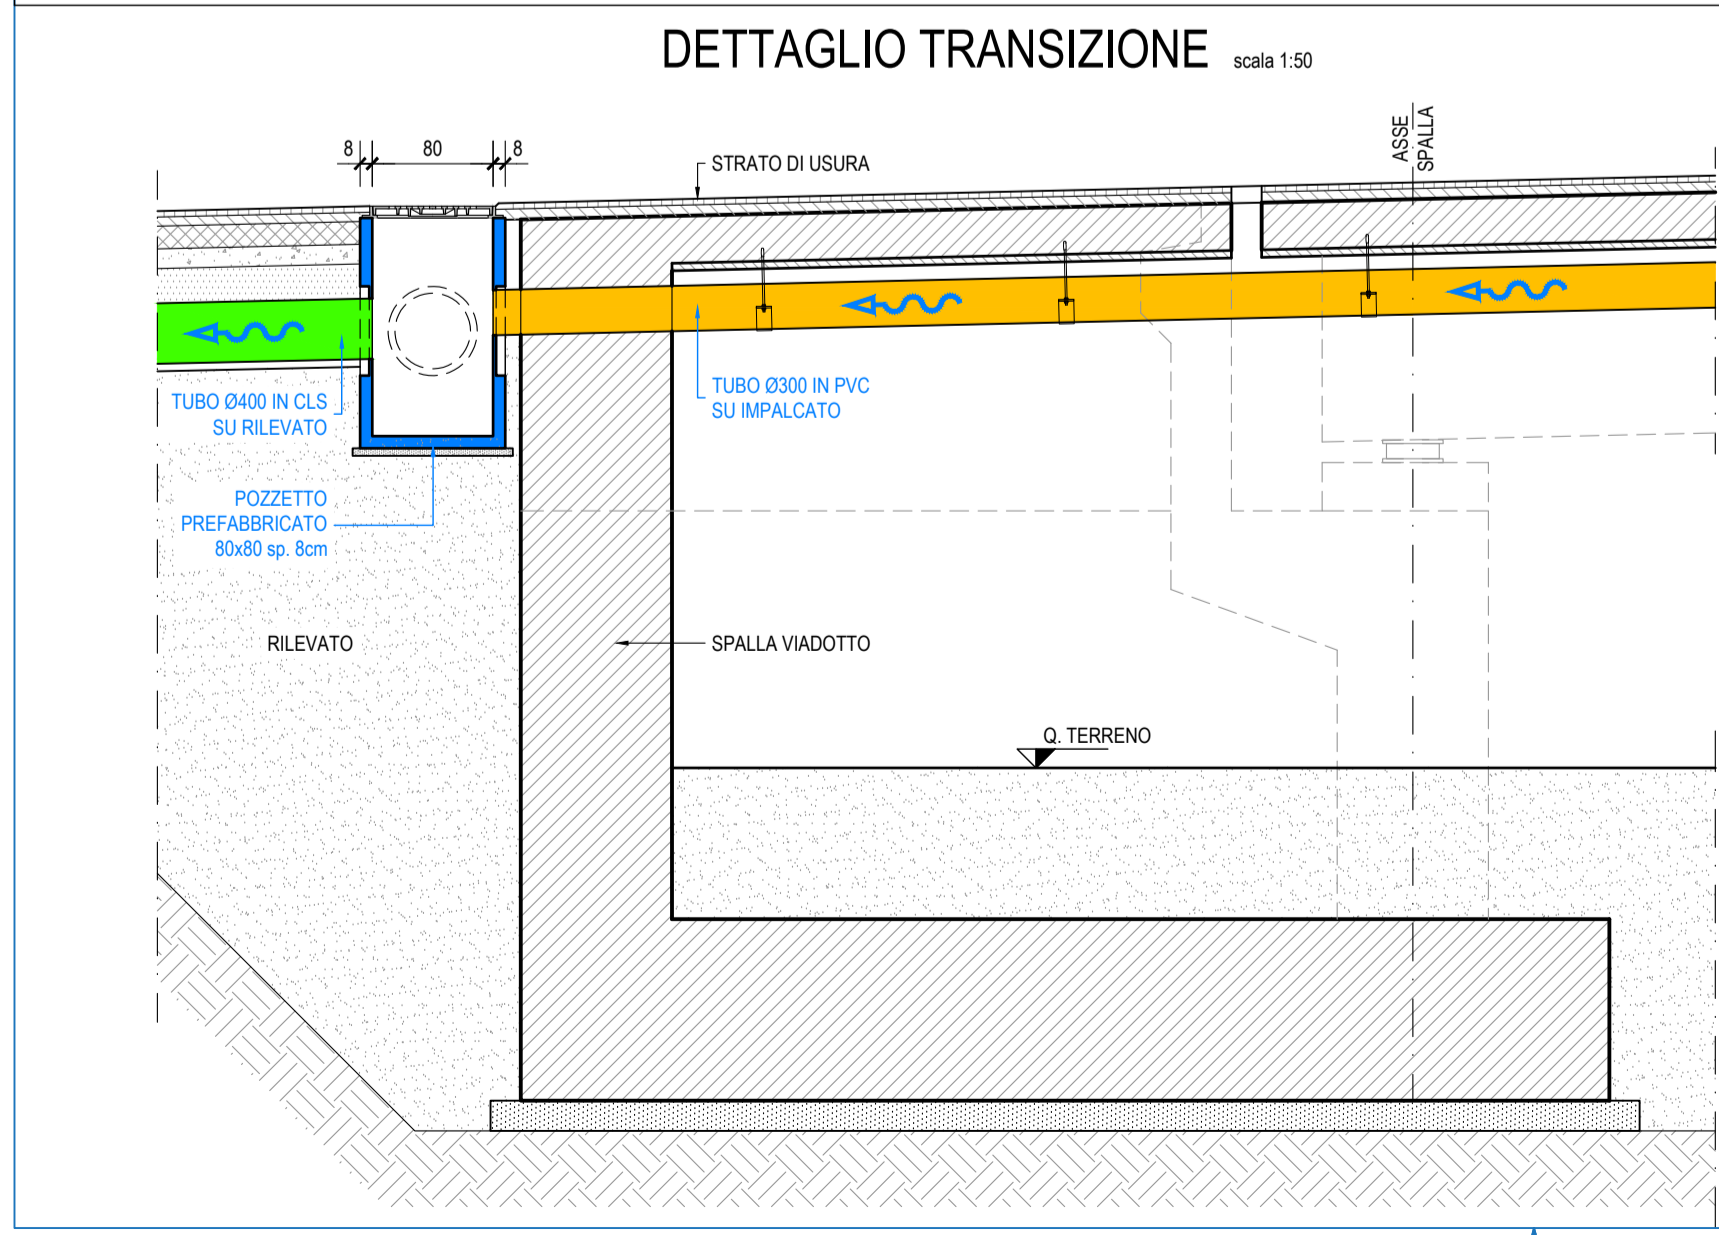 DETTAGLIO TRANSIZIONE scala 1:50
8 80 8
STRATO DI USURA
ASSE
SPALLA
TUBO Ø400 IN CLS
SU RILEVATO
TUBO Ø300 IN PVC
SU IMPALCATO
POZZETTO
PREFABBRICATO
80x80 sp. 8cm
RILEVATO
SPALLA VIADOTTO
Q. TERRENO